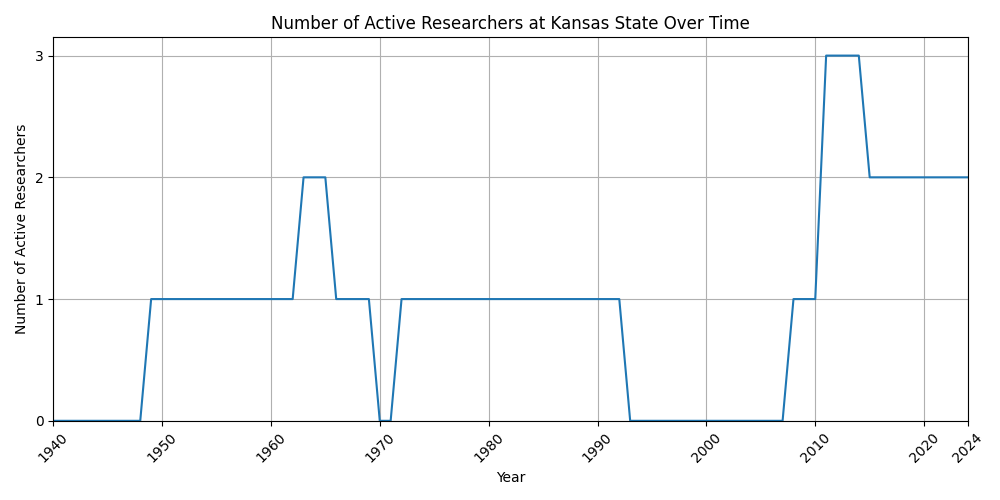 Number of Active Researchers at Kansas State Over Time
Number of Active Researchers
3
2
1
0
1940 1950 1960 1970 1980 1990 2000 2010 2020 2024
Year